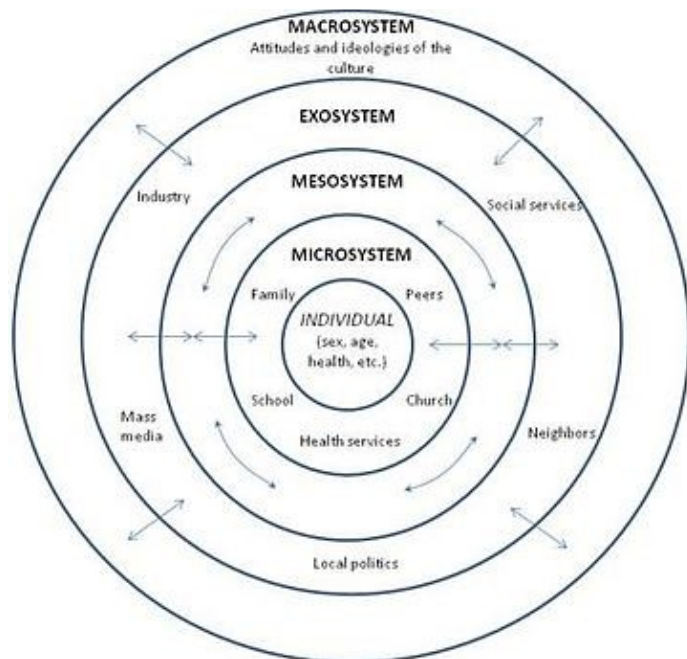 MACROSYSTEM
Attitudes and ideologies of the
culture
EXOSYSTEM
MESOSYSTEM
Industry
Social services
MICROSYSTEM
Family
Peers
INDIVIDUAL
(sex, age,
health, etc.)
School
Church
Mass
media
Health services
Neighbors
Local politics